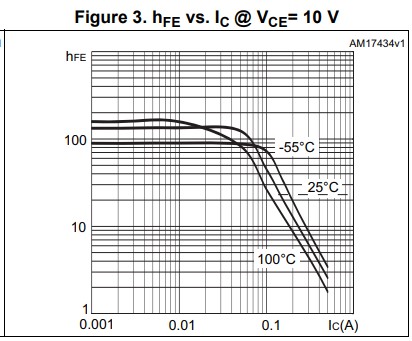 Figure 3. hFE vs. IC @ VCE= 10 V
AM17434v1
hFE
100
-55°C
25°C
10
100°C
1
0.001 0.01 0.1 IC(A)